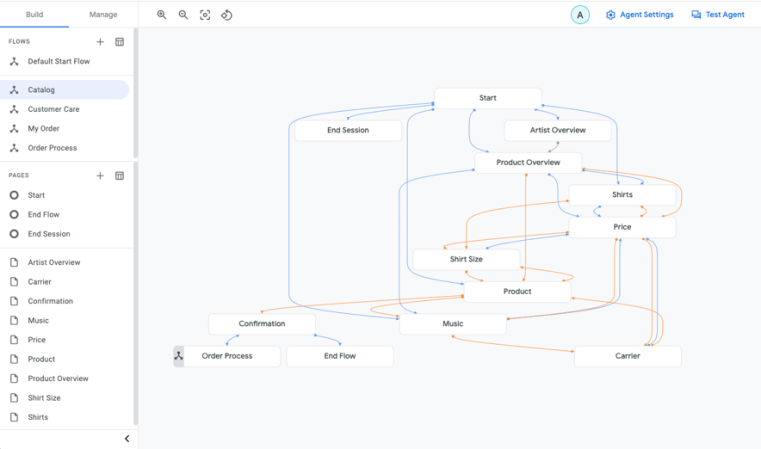 Build
Manage
A
Agent Settings
Test Agent
FLOWS
Default Start Flow
Catalog
Customer Care
My Order
Order Process
PAGES
Start
End Flow
End Session
Artist Overview
Carrier
Confirmation
Music
Price
Product
Product Overview
Shirt Size
Shirts
Start
End Session
Artist Overview
Product Overview
Shirts
Price
Shirt Size
Product
Confirmation
Music
Order Process
End Flow
Carrier